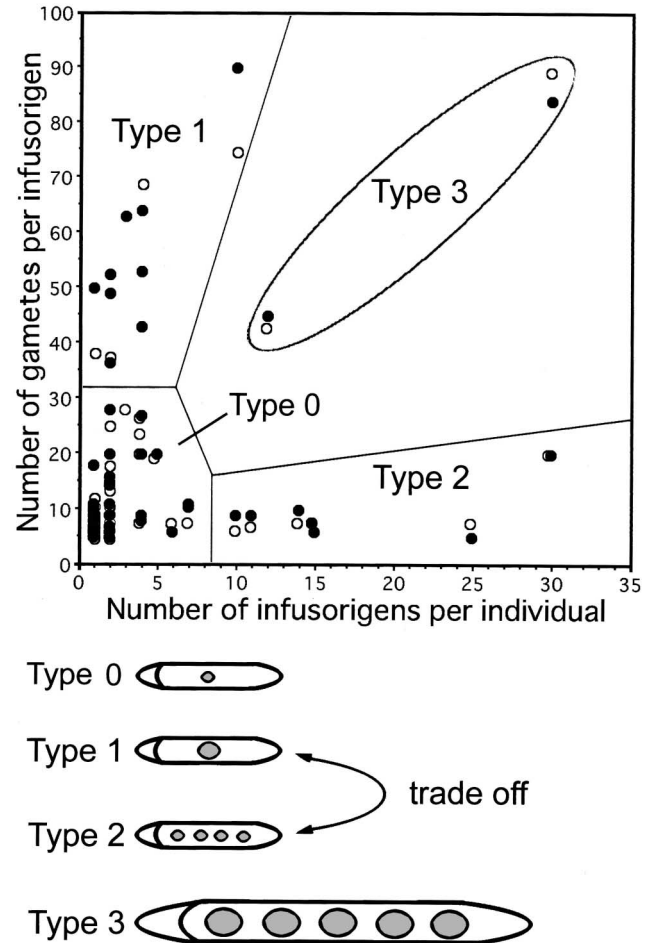 Number of gametes per infusorigen
100
90
80
70
60
50
40
30
20
10
0
Type 1
Type 3
Type 0
Type 2
0 5 10 15 20 25 30 35
Number of infusorigens per individual
Type 0
Type 1
trade off
Type 2
Type 3